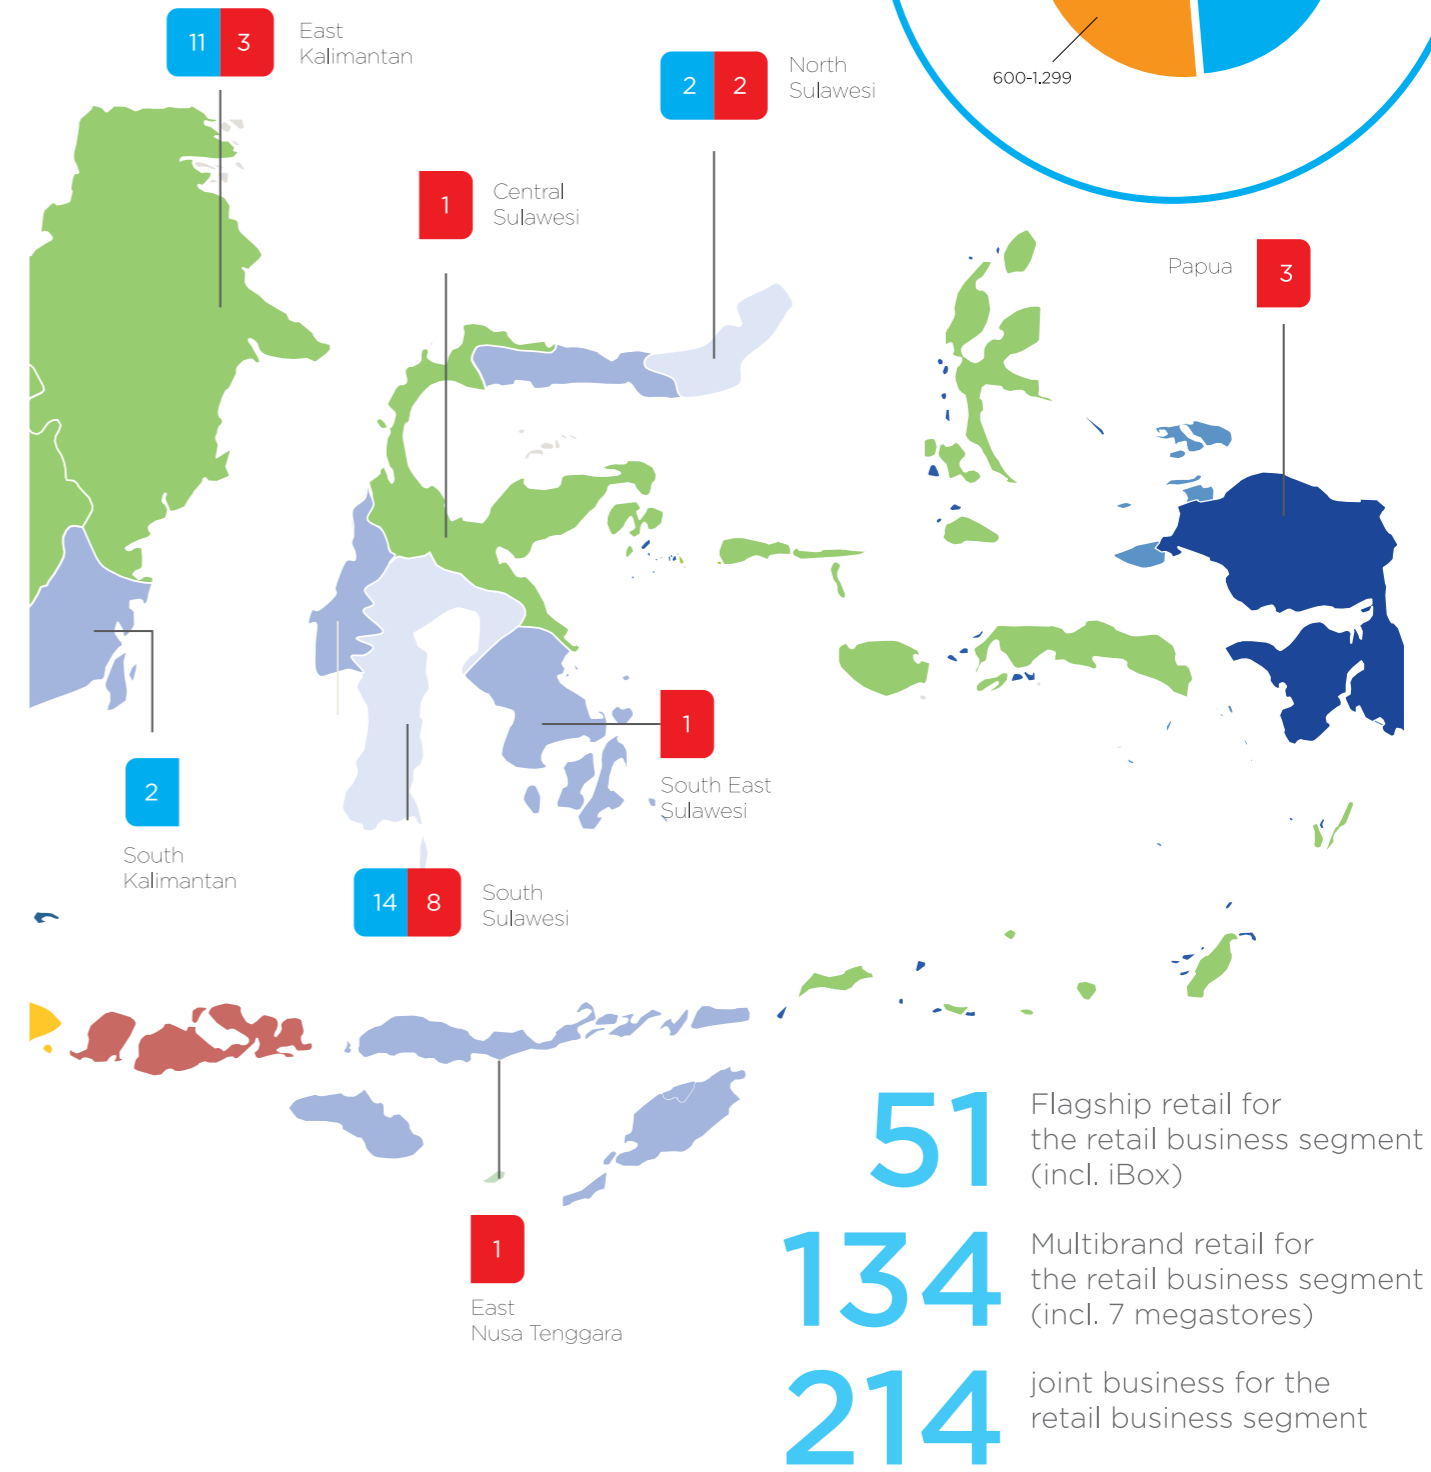 11 3
East
Kalimantan
600-1.299
2 2
North
Sulawesi
1
Central
Sulawesi
Papua
3
1
South East
Sulawesi
2
South
Kalimantan
14 8
South
Sulawesi
1
East
Nusa Tenggara
51
Flagship retail for
the retail business segment
(incl. iBox)
134
Multibrand retail for
the retail business segment
(incl. 7 megastores)
214
joint business for the
retail business segment